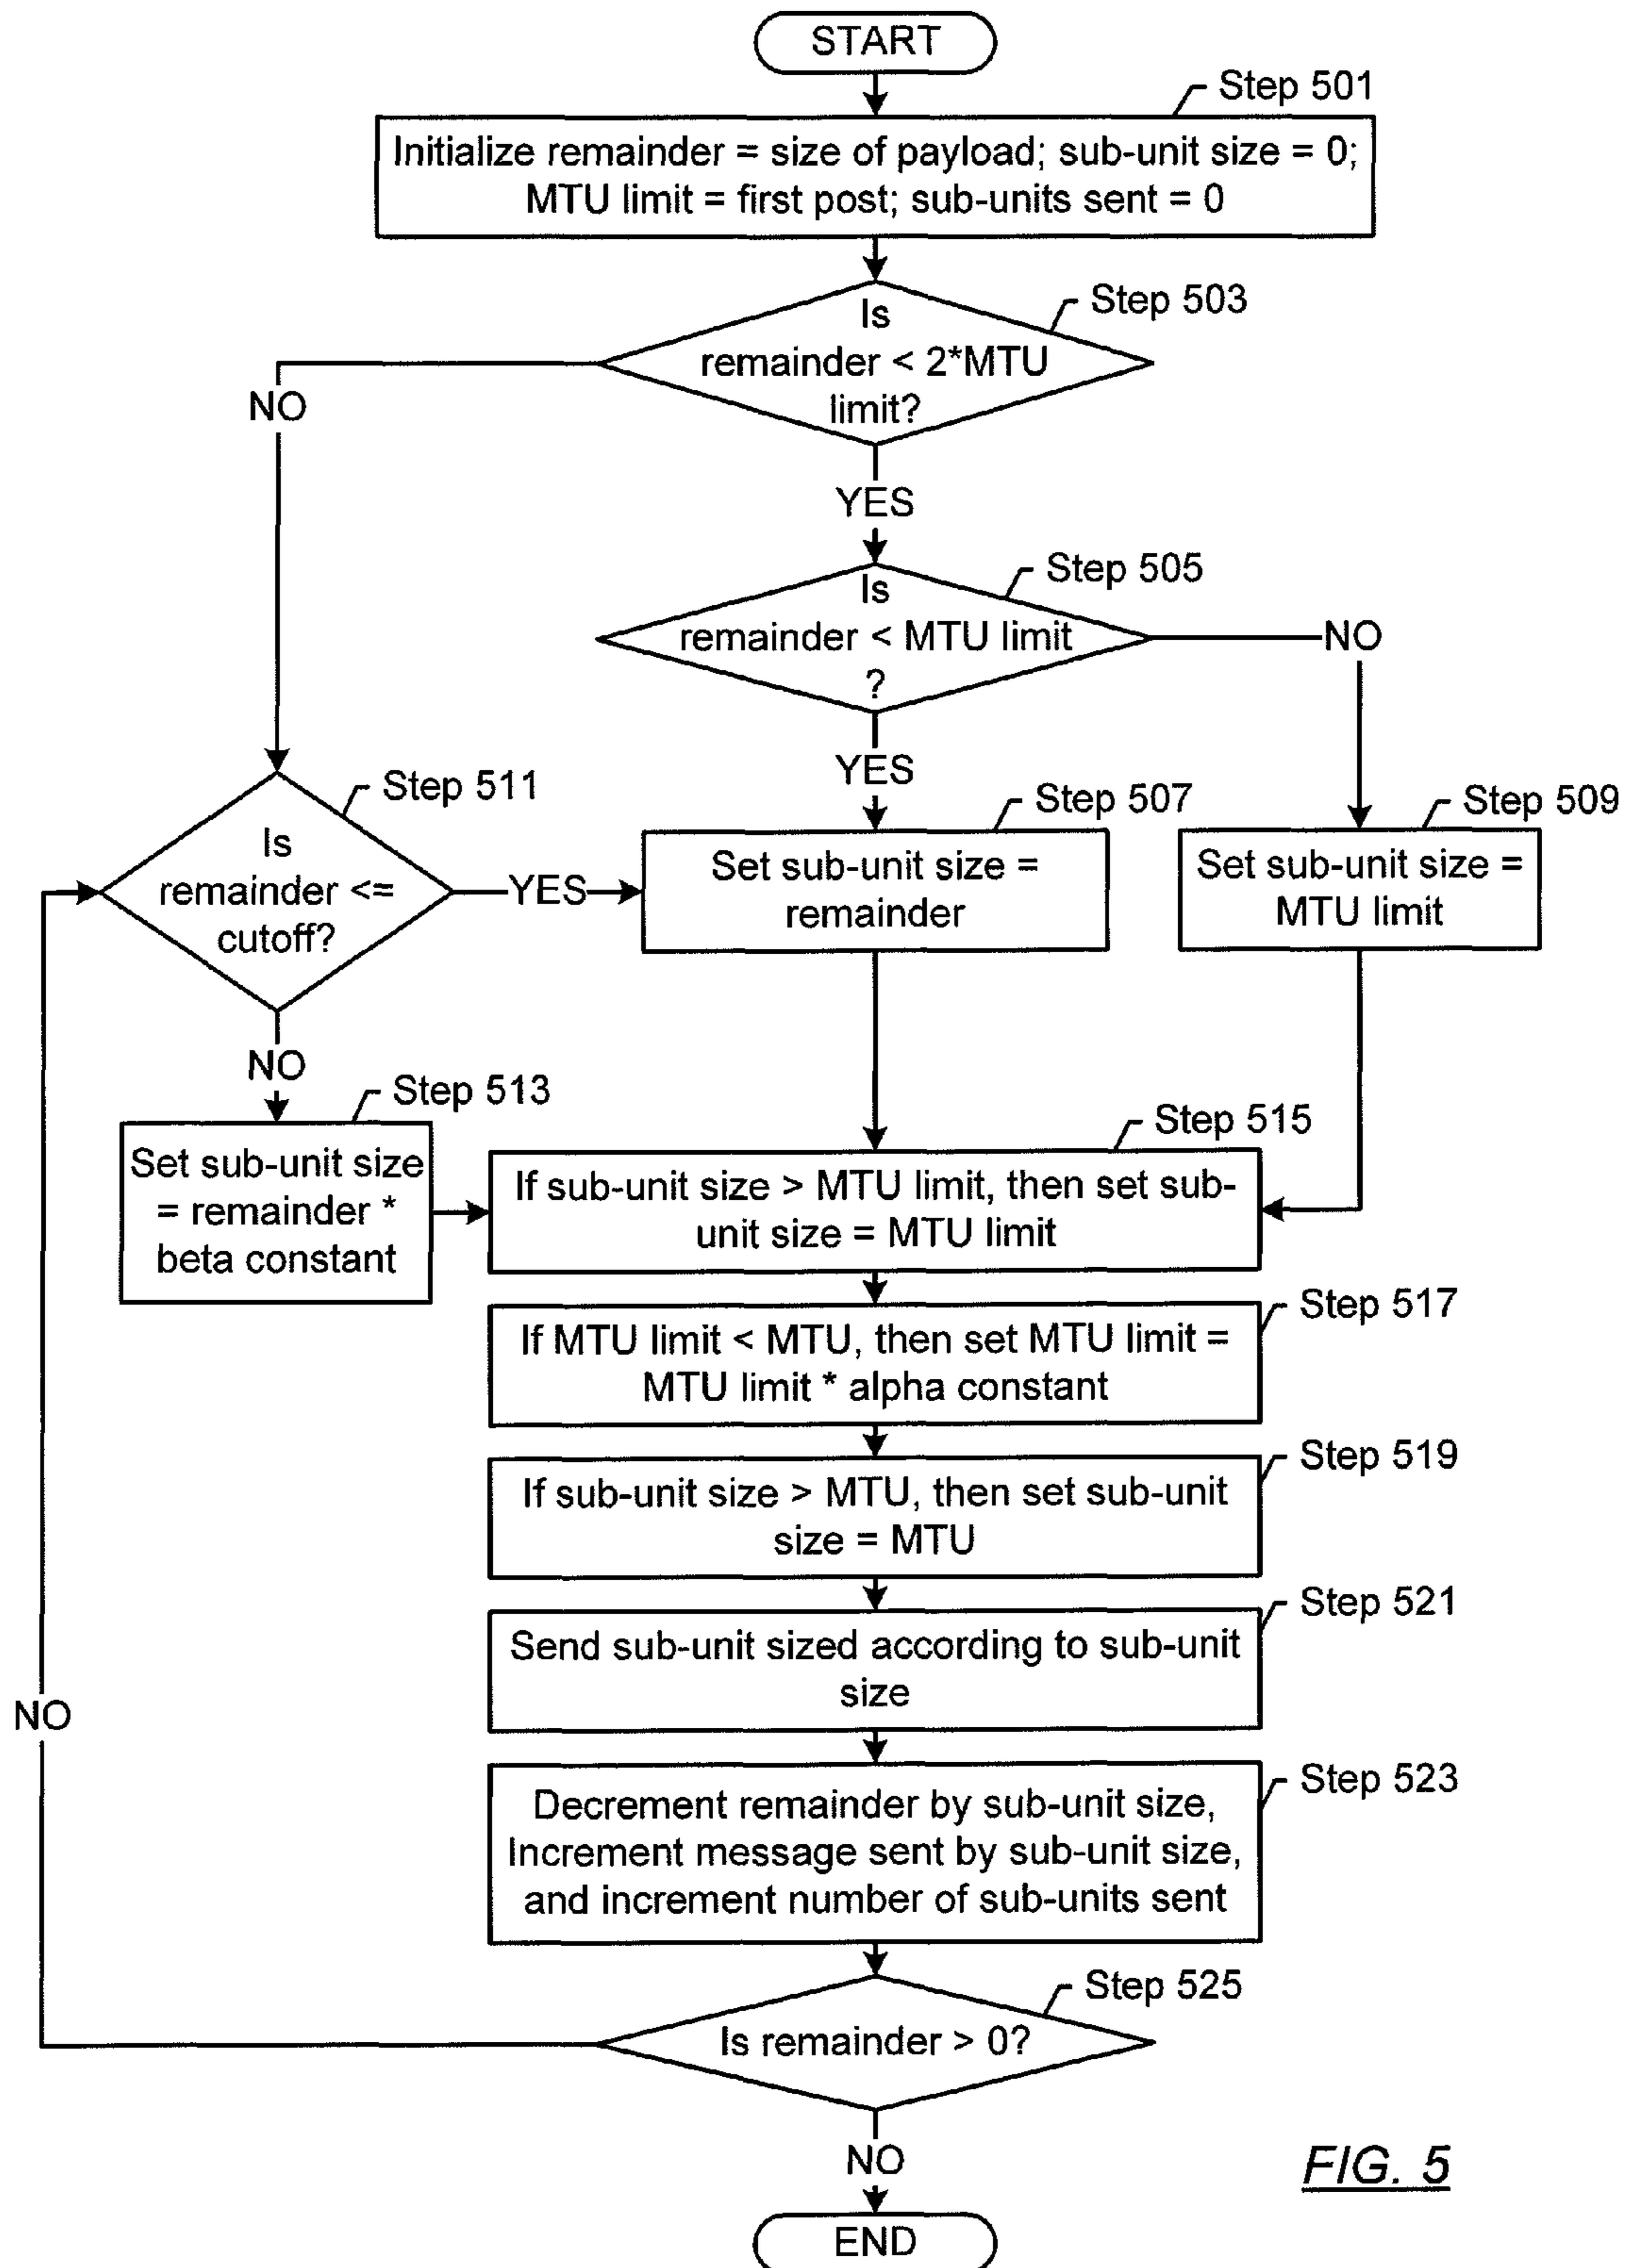 START
Step 501
Initialize remainder = size of payload; sub-unit size = 0;
MTU limit = first post; sub-units sent = 0
Step 503
Is
remainder < 2*MTU
limit?
NO
YES
Step 505
Is
remainder < MTU limit
?
NO
YES
Step 511
Is
remainder <=
cutoff?
YES
Step 507
Set sub-unit size =
remainder
Step 509
Set sub-unit size =
MTU limit
NO
Step 513
Set sub-unit size
= remainder *
beta constant
Step 515
If sub-unit size > MTU limit, then set sub-
unit size = MTU limit
Step 517
If MTU limit < MTU, then set MTU limit =
MTU limit * alpha constant
Step 519
If sub-unit size > MTU, then set sub-unit
size = MTU
Step 521
Send sub-unit sized according to sub-unit
size
NO
Step 523
Decrement remainder by sub-unit size,
Increment message sent by sub-unit size,
and increment number of sub-units sent
Step 525
Is remainder > 0?
NO
END
FIG. 5